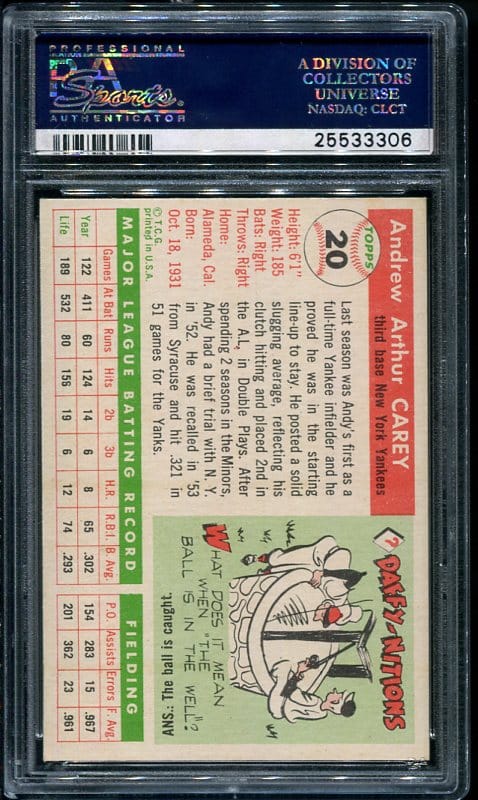 PROFESSIONAL
PSA
Sports
AUTHENTICATOR
A DIVISION OF
COLLECTORS
UNIVERSE
NASDAQ: CLCT
25533306
TOPPS
20
Andrew Arthur CAREY
third base New York Yankees
Height: 6'1"
Weight: 185
Bats: Right
Throws: Right
Home:
Alameda, Cal.
Born:
Oct. 18, 1931
© T.C.G.
printed in U.S.A.
Last season was Andy's first as a
full-time Yankee infielder and he
proved he was in the starting
line-up to stay. He posted a solid
slugging average, reflecting his
clutch hitting and placed 2nd in
the A.L. in Double Plays. After
spending 2 seasons in the Minors,
Andy had a brief trial with N. Y.
in '52. He was recalled in '53
from Syracuse and hit .321 in
51 games for the Yanks.
?
DAFFY-NITIONS
WHAT DOES IT MEAN
WHEN "THE
BALL IS IN THE WELL"?
ANS.: The ball is caught.
MAJOR LEAGUE BATTING RECORD
FIELDING
Games At Bat Runs Hits 2b 3b H.R. R.B.I. B. Avg. P.O. Assists Errors F. Avg.
Year 122 411 60 124 14 6 8 65 .302 154 283 15 .967
Life 189 532 80 156 19 6 12 74 .293 201 362 23 .961